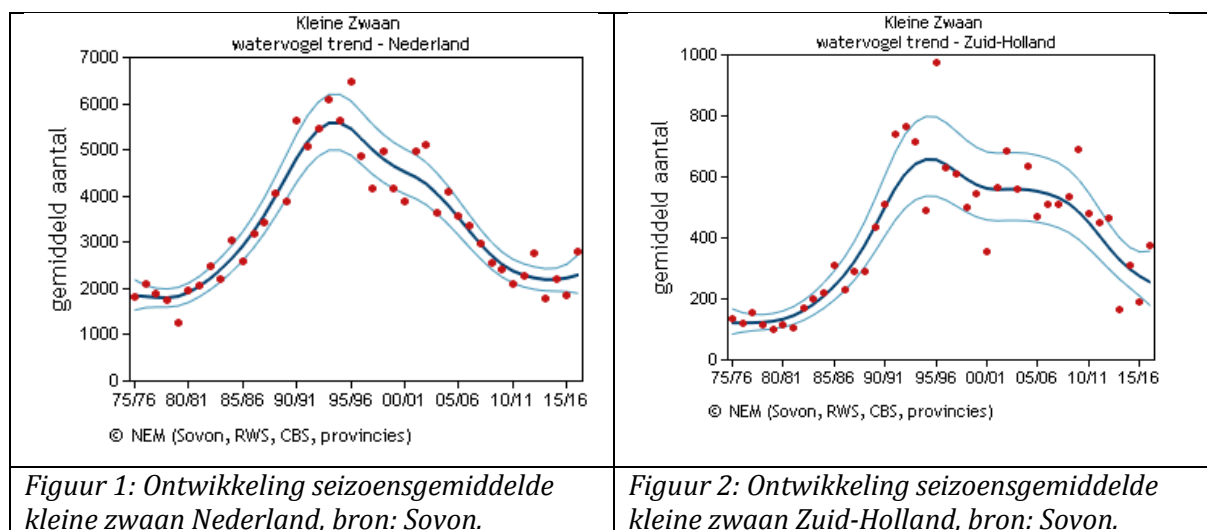 Kleine Zwaan
watervogel trend - Nederland
gemiddeld aantal
7000
6000
5000
4000
3000
2000
1000
0
75/76 80/81 85/86 90/91 95/96 00/01 05/06 10/11 15/16
© NEM (Sovon, RWS, CBS, provincies)
Figuur 1: Ontwikkeling seizoensgemiddelde
kleine zwaan Nederland, bron: Sovon.
Kleine Zwaan
watervogel trend - Zuid-Holland
gemiddeld aantal
1000
800
600
400
200
0
75/76 80/81 85/86 90/91 95/96 00/01 05/06 10/11 15/16
© NEM (Sovon, RWS, CBS, provincies)
Figuur 2: Ontwikkeling seizoensgemiddelde
kleine zwaan Zuid-Holland, bron: Sovon.